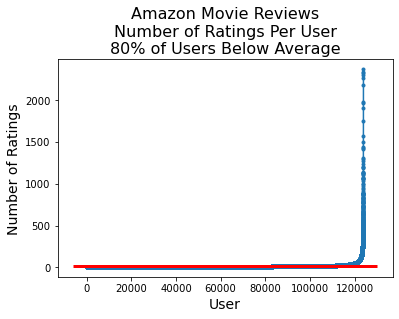 Amazon Movie Reviews
Number of Ratings Per User
80% of Users Below Average
Number of Ratings
2000
1500
1000
500
0
0 20000 40000 60000 80000 100000 120000
User